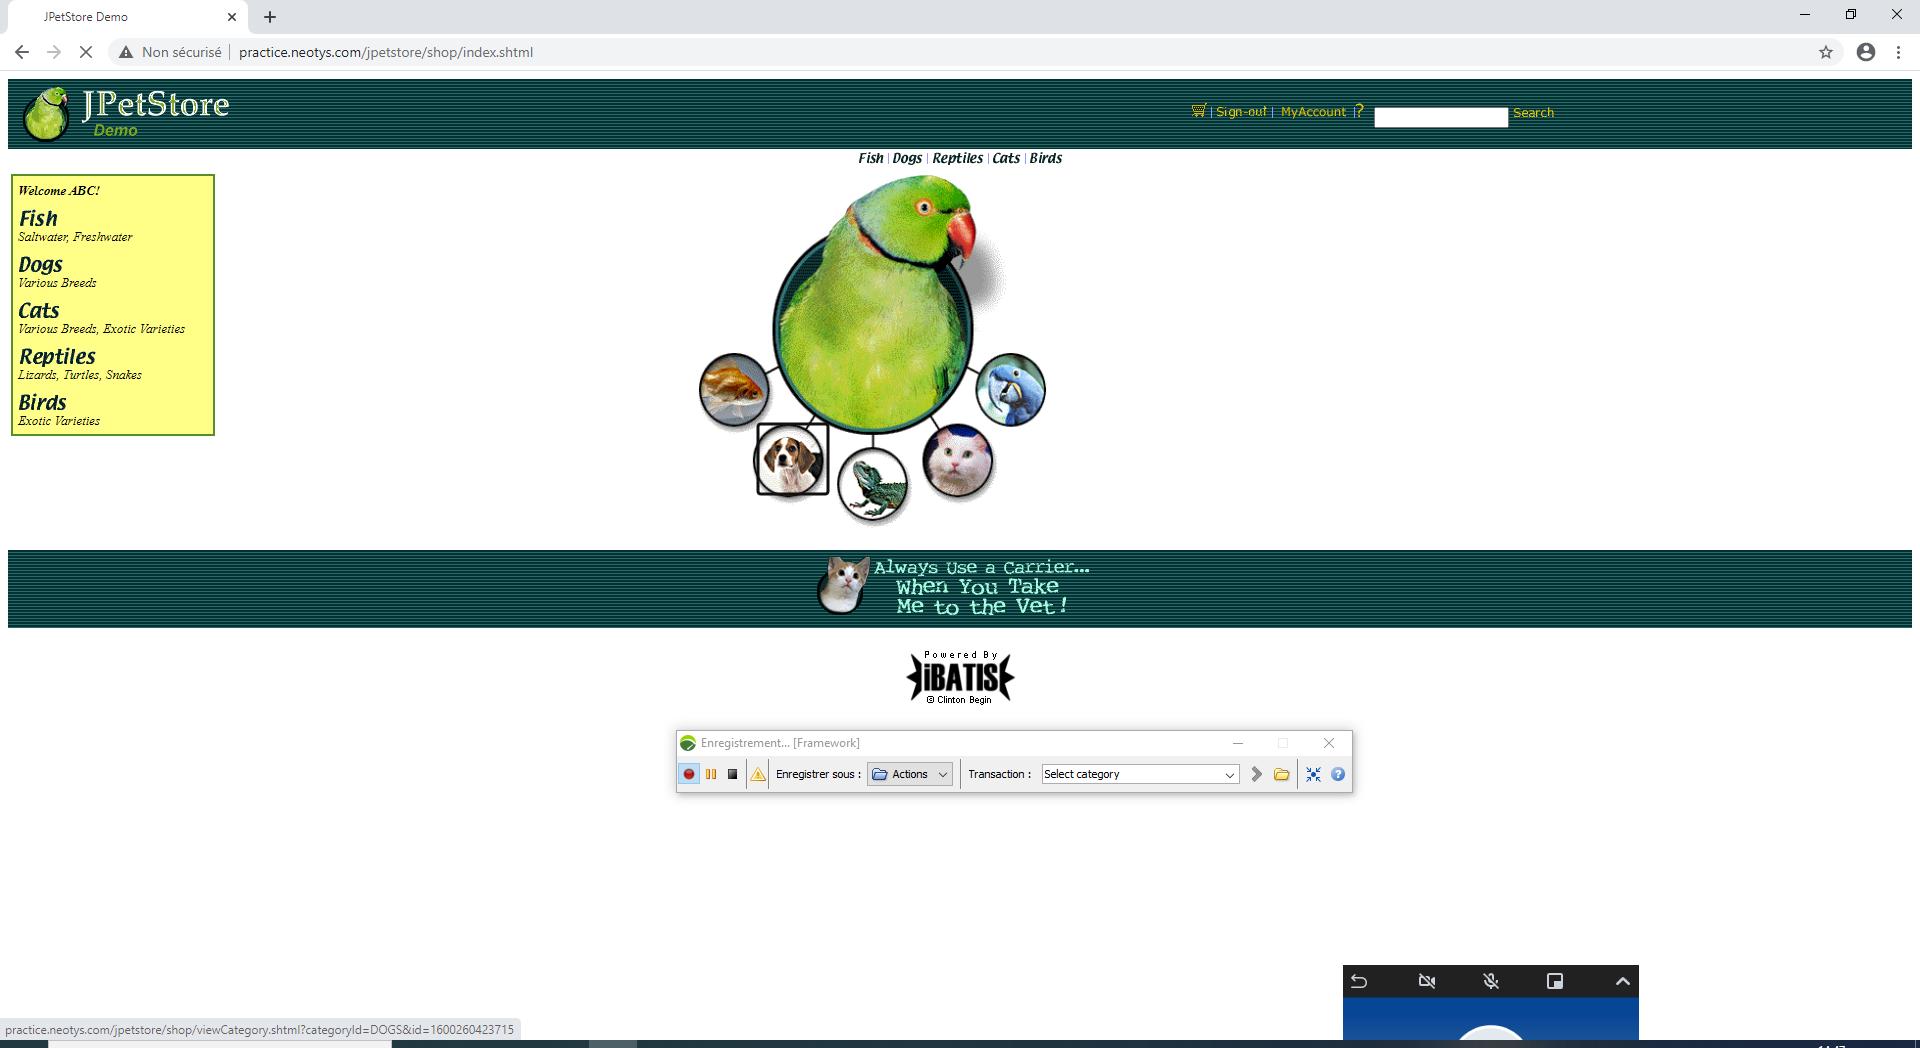 JPetStore Demo
Non sécurisé
practice.neotys.com/jpetstore/shop/index.shtml
JPetStore
Demo
| Sign-out | MyAccount | ? Search
Fish | Dogs | Reptiles | Cats | Birds
Welcome ABC!
Fish
Saltwater, Freshwater
Dogs
Various Breeds
Cats
Various Breeds, Exotic Varieties
Reptiles
Lizards, Turtles, Snakes
Birds
Exotic Varieties
Always Use a Carrier...
When You Take
Me to the Vet!
Powered By
iBATIS
© Clinton Begin
Enregistrement... [Framework]
Enregistrer sous : Actions Transaction : Select category
practice.neotys.com/jpetstore/shop/viewCategory.shtml?categoryId=DOGS&id=1600260423715